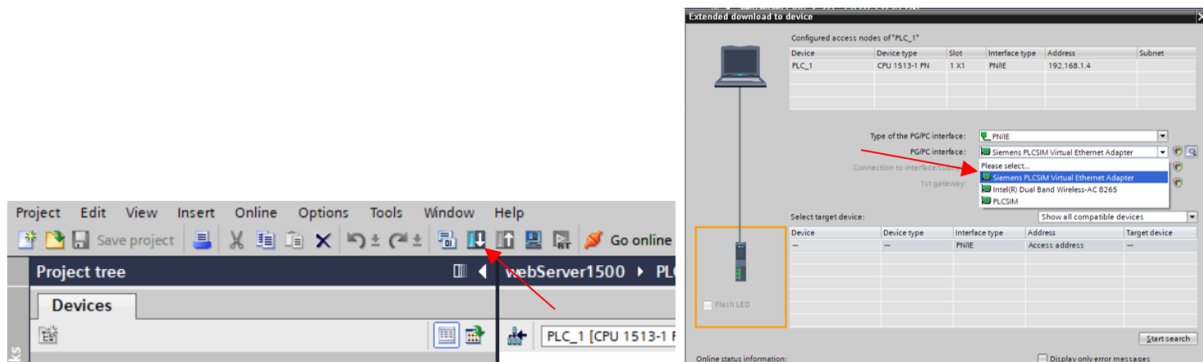 Project Edit View Insert Online Options Tools Window Help
Save project
Go online
Project tree
webServer1500
Devices
PLC_1 [CPU 1513-1
Extended download to device
Configured access nodes of "PLC_1"
Device Device type Slot Interface type Address Subnet
PLC_1 CPU 1513-1 PN 1 X1 PN/IE 192.168.1.4
Type of the PG/PC interface: PN/IE
PG/PC interface: Siemens PLCSIM Virtual Ethernet Adapter
Please select...
Connection to interface/
Siemens PLCSIM Virtual Ethernet Adapter
1st gateway: Intel(R) Dual Band Wireless-AC 8265
PLCSIM
Select target device: Show all compatible devices
Device Device type Interface type Address Target device
— — PN/IE Access address —
Flash LED
Start search
Online status information: Display only error messages